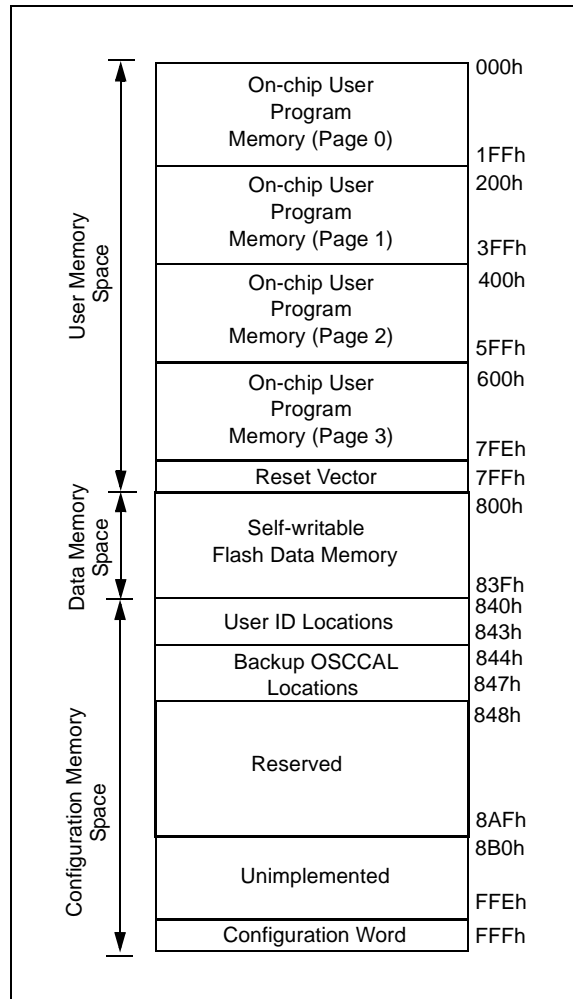 000h
On-chip User
Program
Memory (Page 0)
1FFh
200h
On-chip User
Program
Memory (Page 1)
3FFh
400h
On-chip User
Program
Memory (Page 2)
5FFh
600h
On-chip User
Program
Memory (Page 3)
7FEh
Reset Vector
7FFh
User Memory
Space
800h
Self-writable
Flash Data Memory
83Fh
Data Memory
Space
840h
User ID Locations
843h
Backup OSCCAL
Locations
844h
847h
848h
Reserved
8AFh
8B0h
Unimplemented
FFEh
Configuration Word
FFFh
Configuration Memory
Space